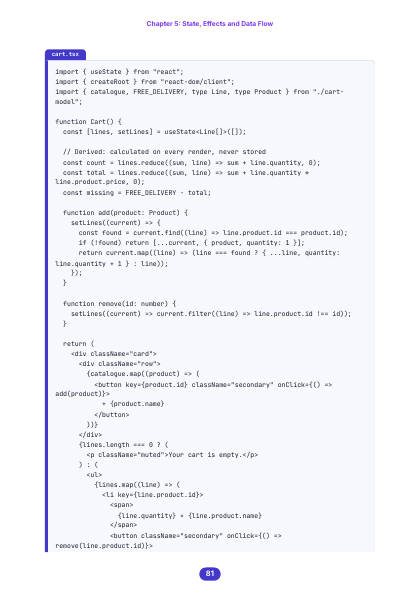 Chapter 5: State, Effects and Data Flow
cart.tsx
import { useState } from "react";
import { createRoot } from "react-dom/client";
import { catalogue, FREE_DELIVERY, type Line, type Product } from "./cart-
model";
function Cart() {
  const [lines, setLines] = useState<Line[]>([]);
  // Derived: calculated on every render, never stored
  const count = lines.reduce((sum, line) => sum + line.quantity, 0);
  const total = lines.reduce((sum, line) => sum + line.quantity *
line.product.price, 0);
  const missing = FREE_DELIVERY - total;
  function add(product: Product) {
    setLines((current) => {
      const found = current.find((line) => line.product.id === product.id);
      if (!found) return [...current, { product, quantity: 1 }];
      return current.map((line) => (line === found ? { ...line, quantity:
line.quantity + 1 } : line));
    });
  }
  function remove(id: number) {
    setLines((current) => current.filter((line) => line.product.id !== id));
  }
  return (
    <div className="card">
      <div className="row">
        {catalogue.map((product) => (
          <button key={product.id} className="secondary" onClick={() =>
add(product)}>
            + {product.name}
          </button>
        ))}
      </div>
      {lines.length === 0 ? (
        <p className="muted">Your cart is empty.</p>
      ) : (
        <ul>
          {lines.map((line) => (
            <li key={line.product.id}>
              <span>
                {line.quantity} × {line.product.name}
              </span>
              <button className="secondary" onClick={() =>
remove(line.product.id)}>
81